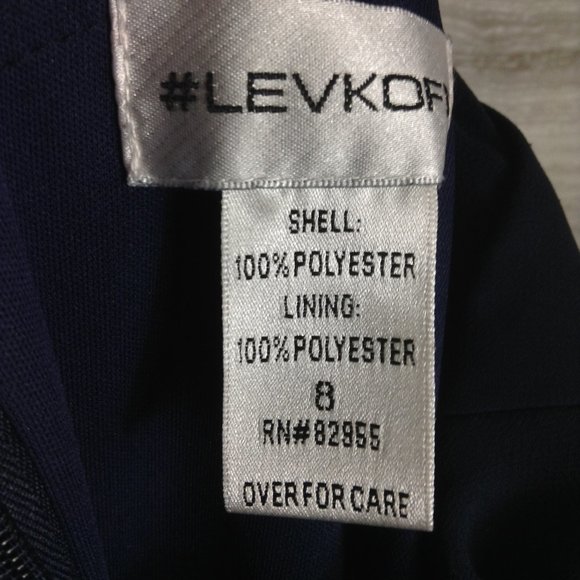 #LEVKOF
SHELL:
100% POLYESTER
LINING:
100% POLYESTER
8
RN#82955
OVER FOR CARE